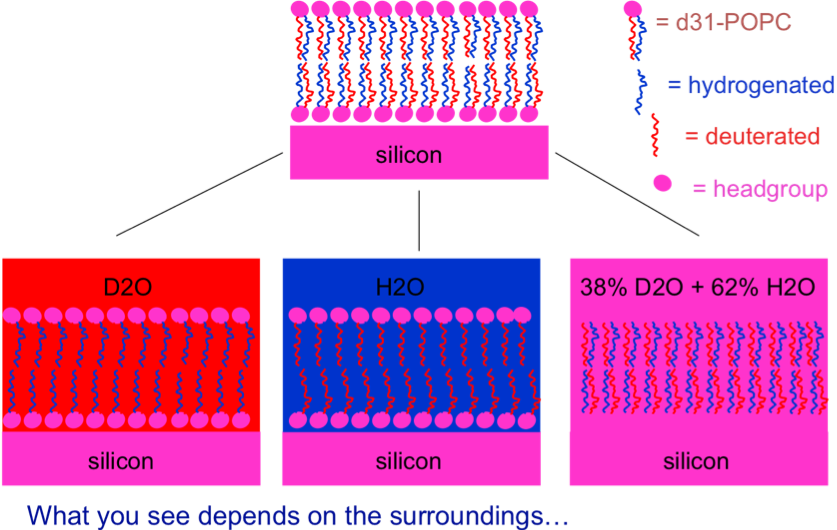 = d31-POPC
= hydrogenated
= deuterated
= headgroup
silicon
D2O
H2O
38% D2O + 62% H2O
silicon
silicon
silicon
What you see depends on the surroundings…